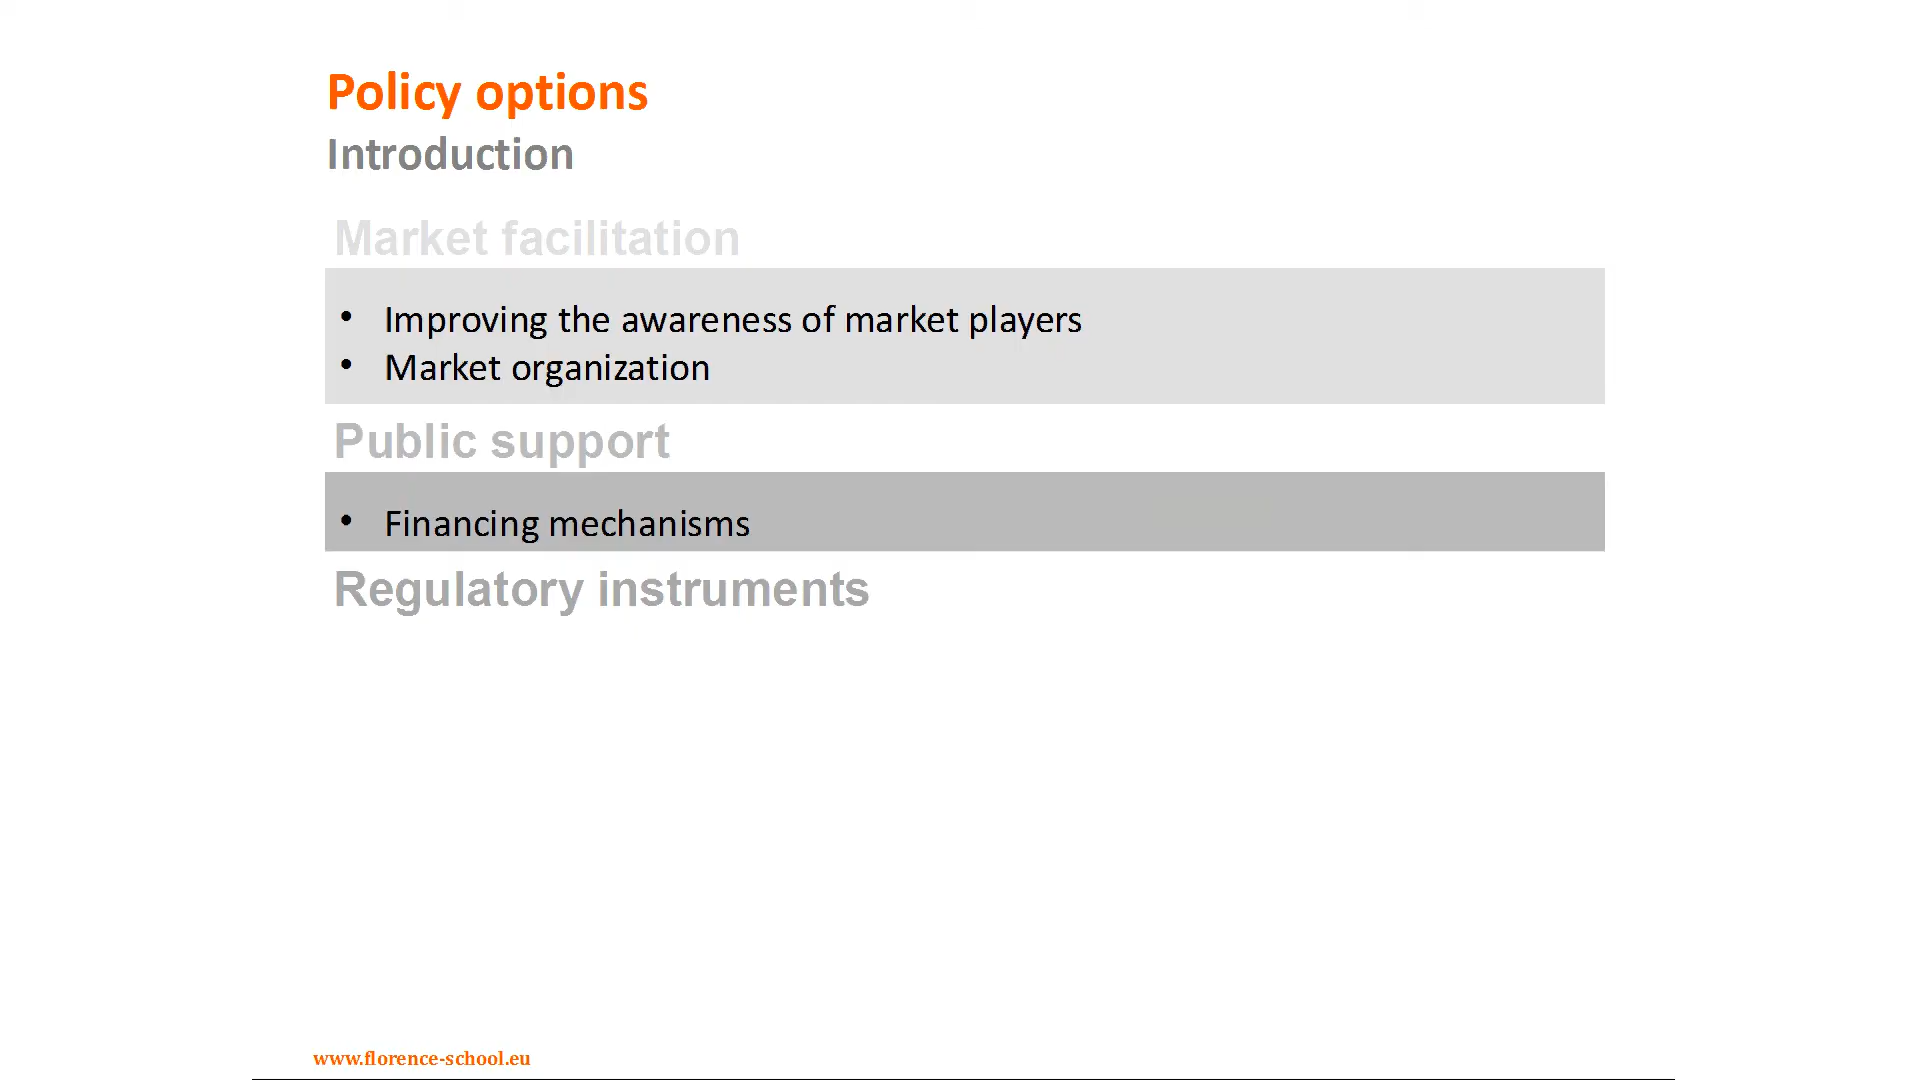 Policy options
Introduction
Market facilitation
• Improving the awareness of market players
• Market organization
Public support
• Financing mechanisms
Regulatory instruments
www.florence-school.eu